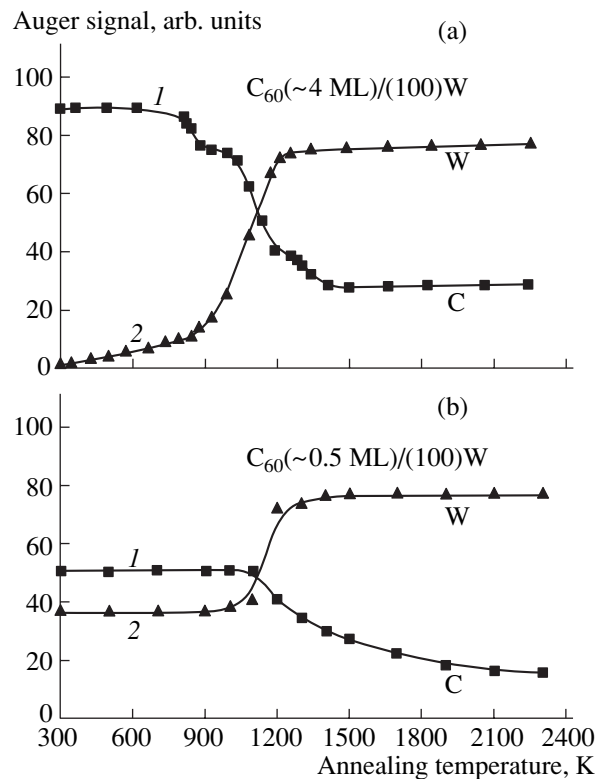 Auger signal, arb. units
(a)
C₆₀(~4 ML)/(100)W
100
80
60
40
20
0
1
2
W
C
(b)
C₆₀(~0.5 ML)/(100)W
100
80
60
40
20
0
1
2
W
C
300 600 900 1200 1500 1800 2100 2400
Annealing temperature, K